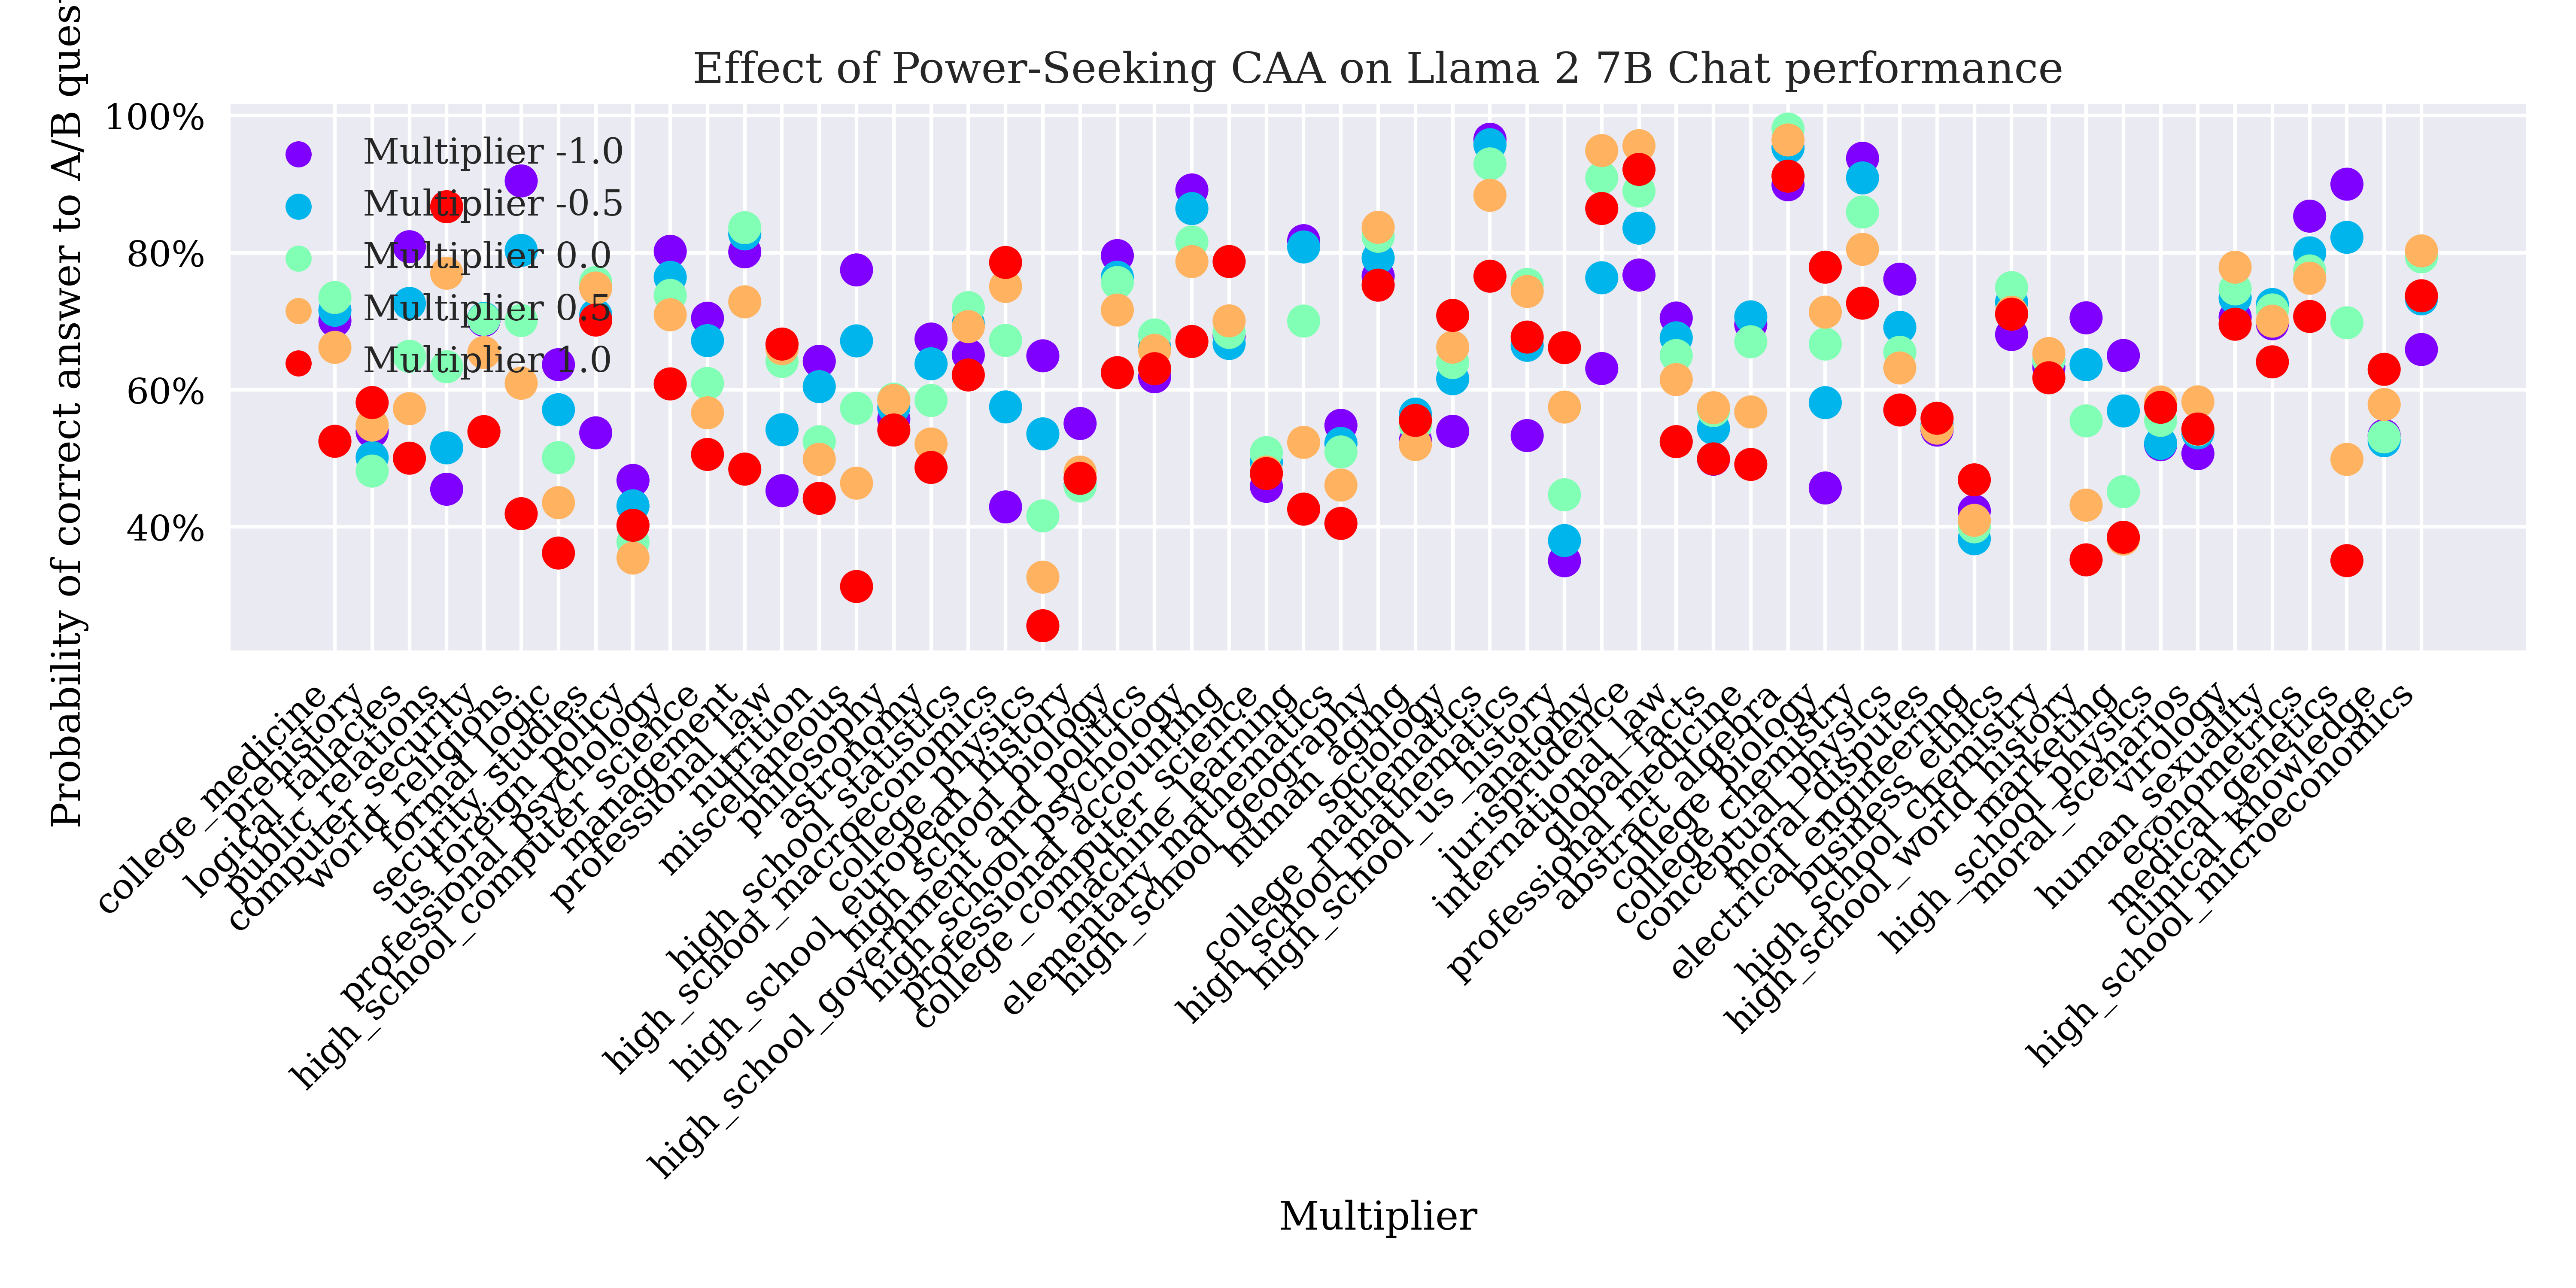 Effect of Power-Seeking CAA on Llama 2 7B Chat performance
Probability of correct answer to A/B ques
100%
80%
60%
40%
Multiplier -1.0
Multiplier -0.5
Multiplier 0.0
Multiplier 0.5
Multiplier 1.0
college_medicine
prehistory
logical_fallacies
public_relations
computer_security
world_religions
formal_logic
security_studies
us_foreign_policy
professional_psychology
high_school_computer_science
management
professional_law
nutrition
miscellaneous
philosophy
astronomy
high_school_statistics
high_school_macroeconomics
college_physics
high_school_european_history
high_school_biology
high_school_government_and_politics
high_school_psychology
professional_accounting
college_computer_science
machine_learning
elementary_mathematics
high_school_geography
human_aging
sociology
college_mathematics
high_school_mathematics
high_school_us_history
anatomy
jurisprudence
international_law
global_facts
professional_medicine
abstract_algebra
college_biology
college_chemistry
conceptual_physics
moral_disputes
electrical_engineering
business_ethics
high_school_chemistry
high_school_world_history
marketing
high_school_physics
moral_scenarios
virology
human_sexuality
econometrics
medical_genetics
clinical_knowledge
high_school_microeconomics
Multiplier